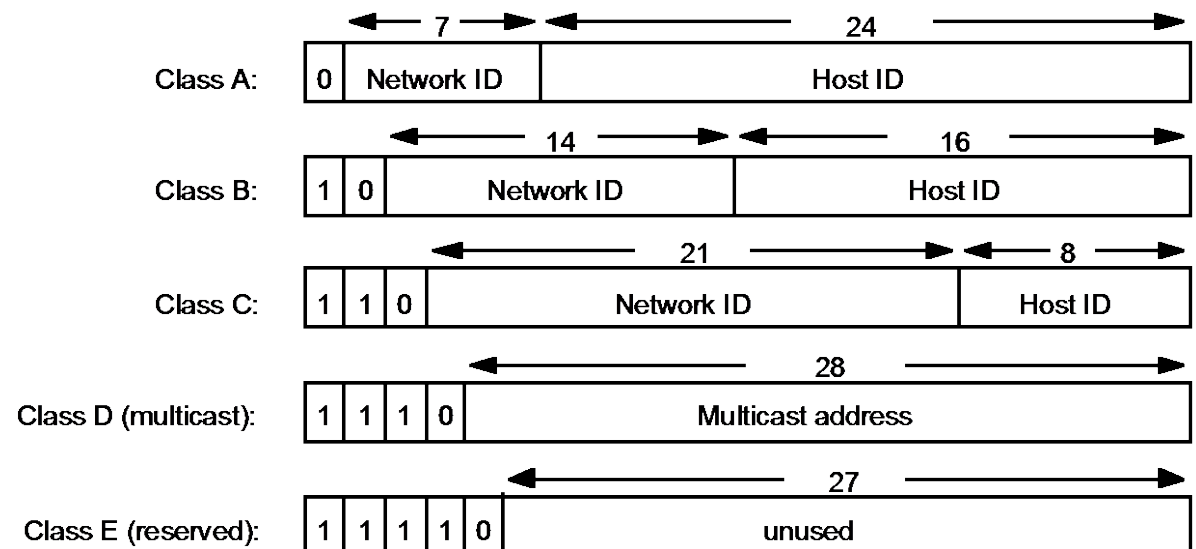 7 24
Class A: 0 Network ID Host ID
14 16
Class B: 1 0 Network ID Host ID
21 8
Class C: 1 1 0 Network ID Host ID
28
Class D (multicast): 1 1 1 0 Multicast address
27
Class E (reserved): 1 1 1 1 0 unused